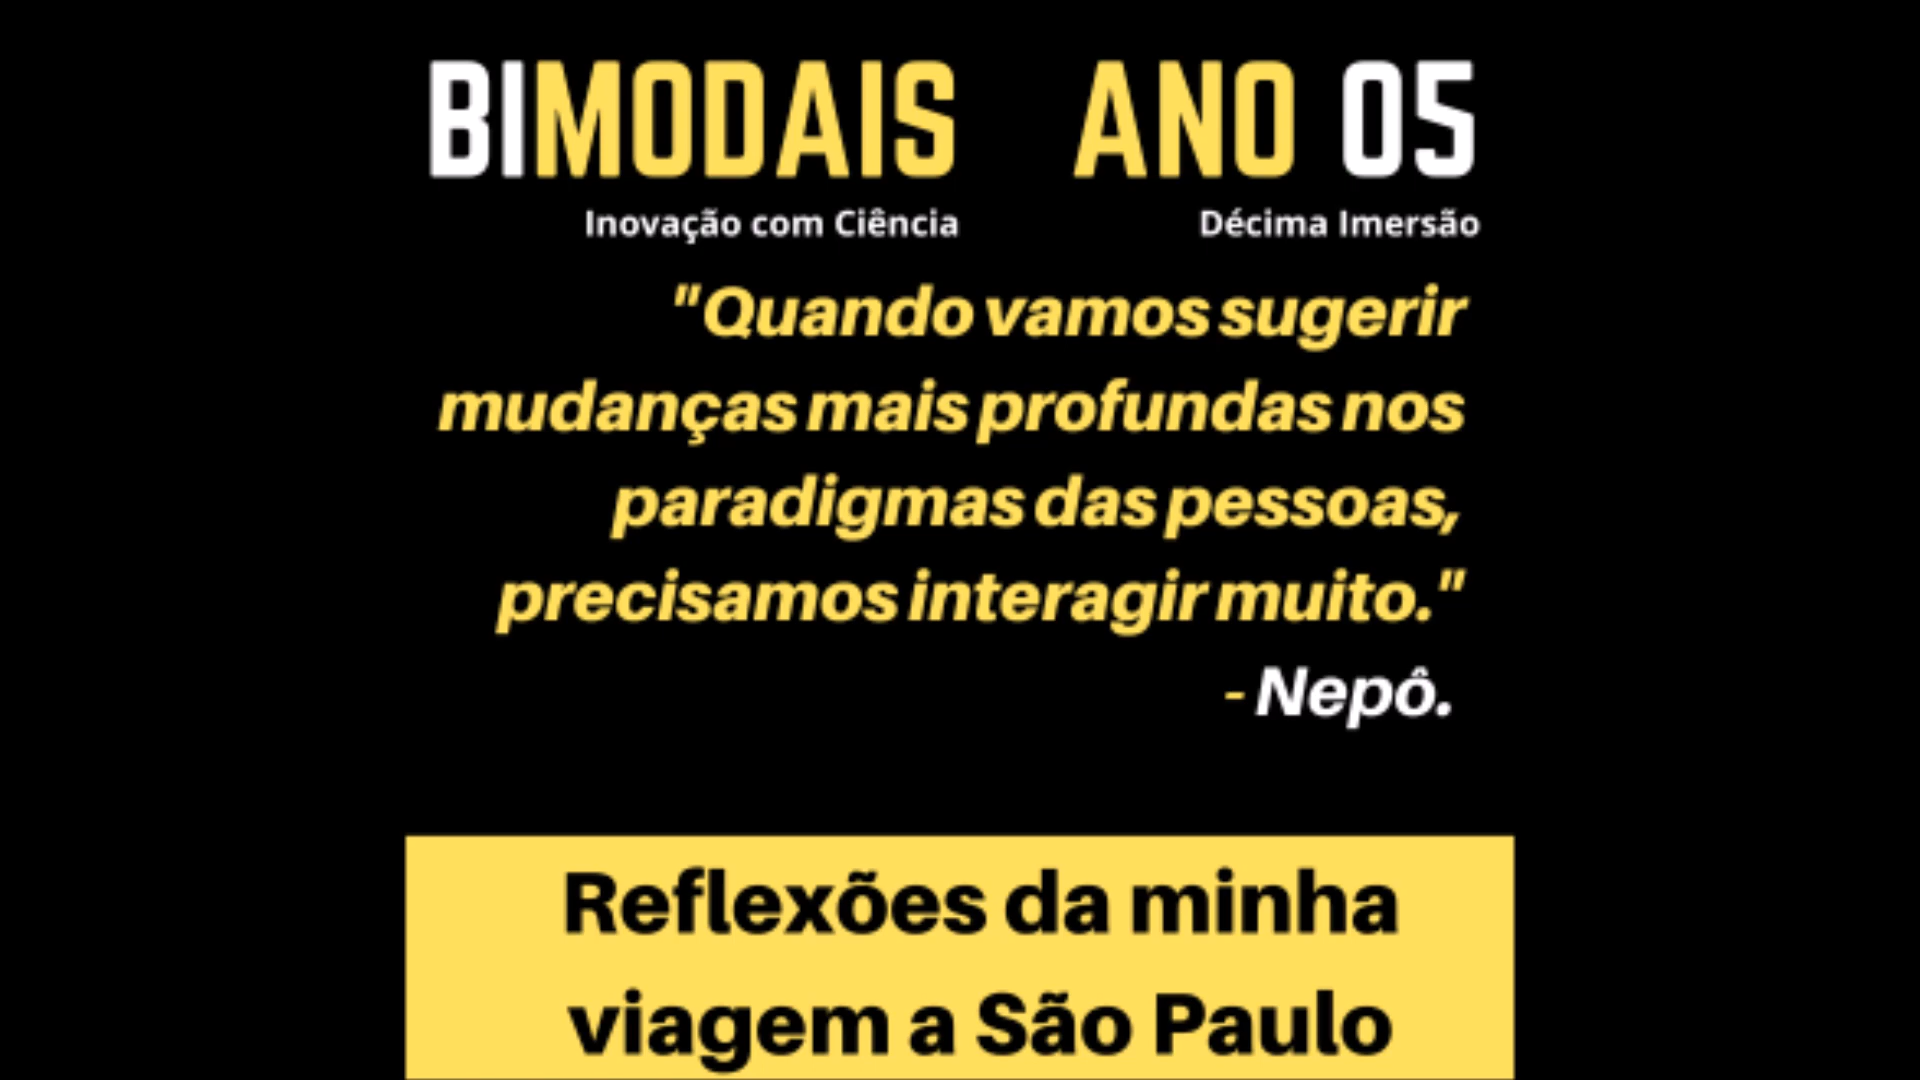 BIMODAIS ANO 05
Inovação com Ciência Décima Imersão
"Quando vamos sugerir
mudanças mais profundas nos
paradigmas das pessoas,
precisamos interagir muito."
- Nepô.
Reflexões da minha
viagem a São Paulo